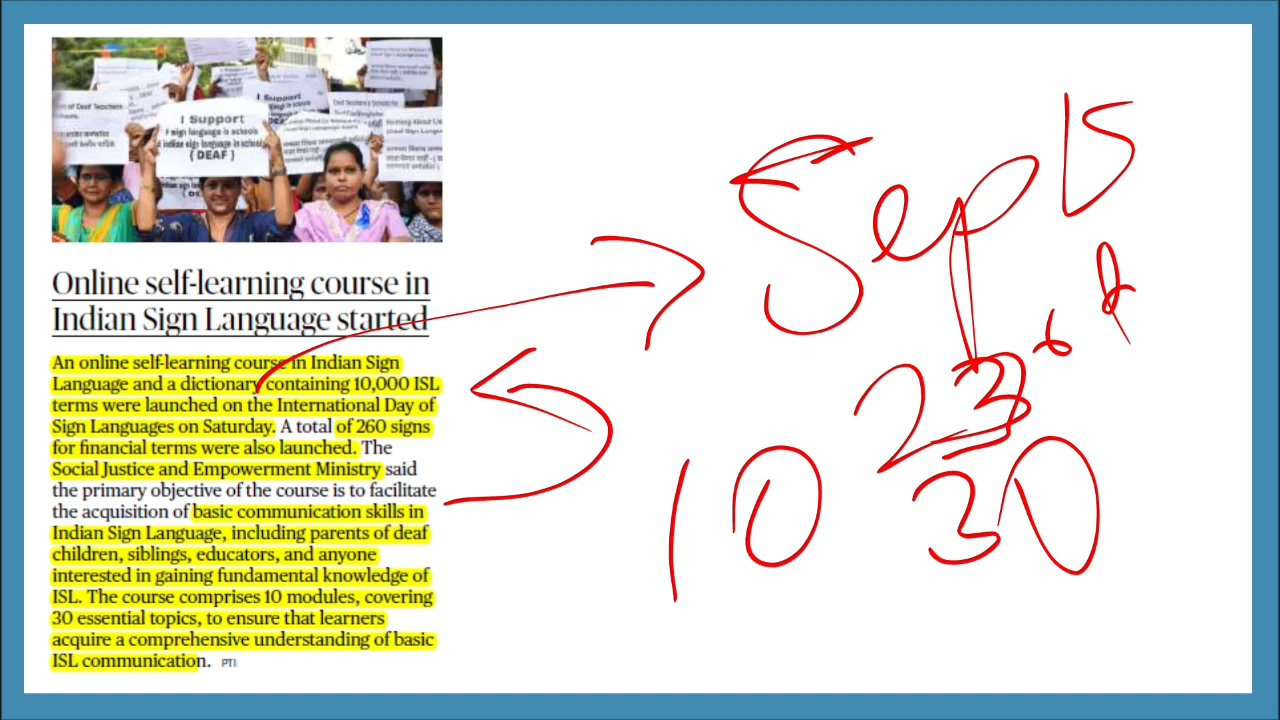 I Support
sign language in schools
indian sign language in schools
( DEAF )
of Deaf Teachers
I Support
Online self-learning course in
Indian Sign Language started
An online self-learning course in Indian Sign
Language and a dictionary containing 10,000 ISL
terms were launched on the International Day of
Sign Languages on Saturday. A total of 260 signs
for financial terms were also launched. The
Social Justice and Empowerment Ministry said
the primary objective of the course is to facilitate
the acquisition of basic communication skills in
Indian Sign Language, including parents of deaf
children, siblings, educators, and anyone
interested in gaining fundamental knowledge of
ISL. The course comprises 10 modules, covering
30 essential topics, to ensure that learners
acquire a comprehensive understanding of basic
ISL communication. PTI
Sep 15
23
10 30